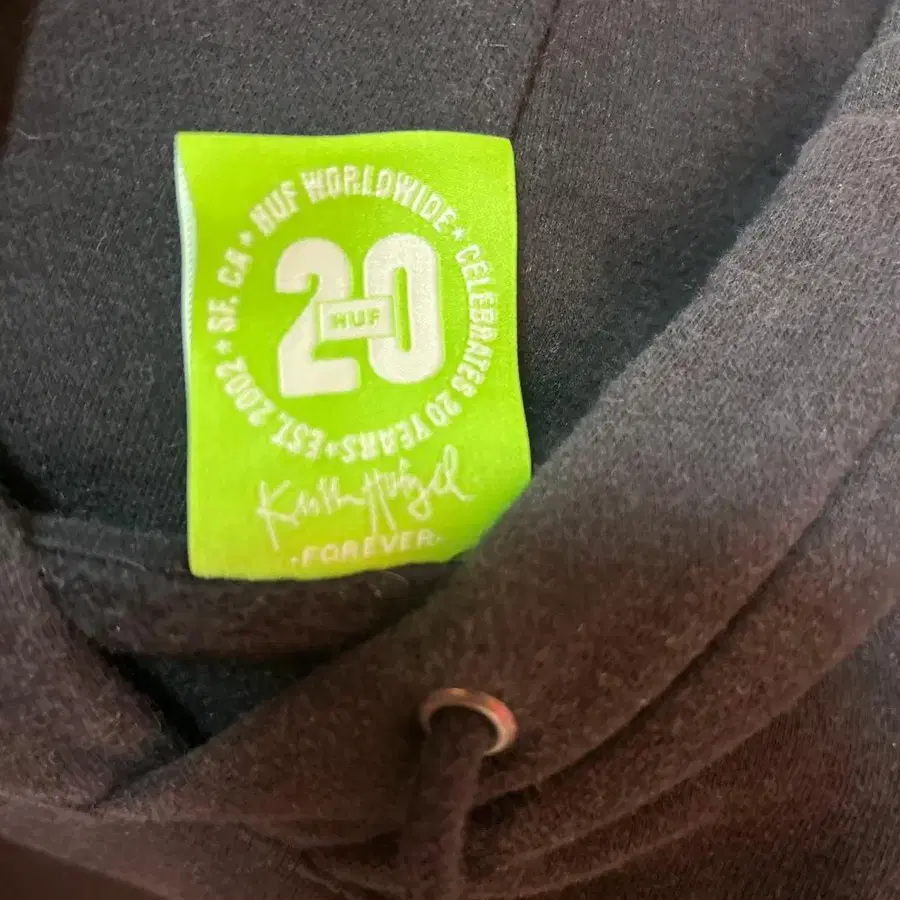 HUF WORLDWIDE ★ CELEBRATES 20 YEARS ★ EST. 2002 ★ SF. CA ★
20
HUF
Keith Hufnagel
·FOREVER·